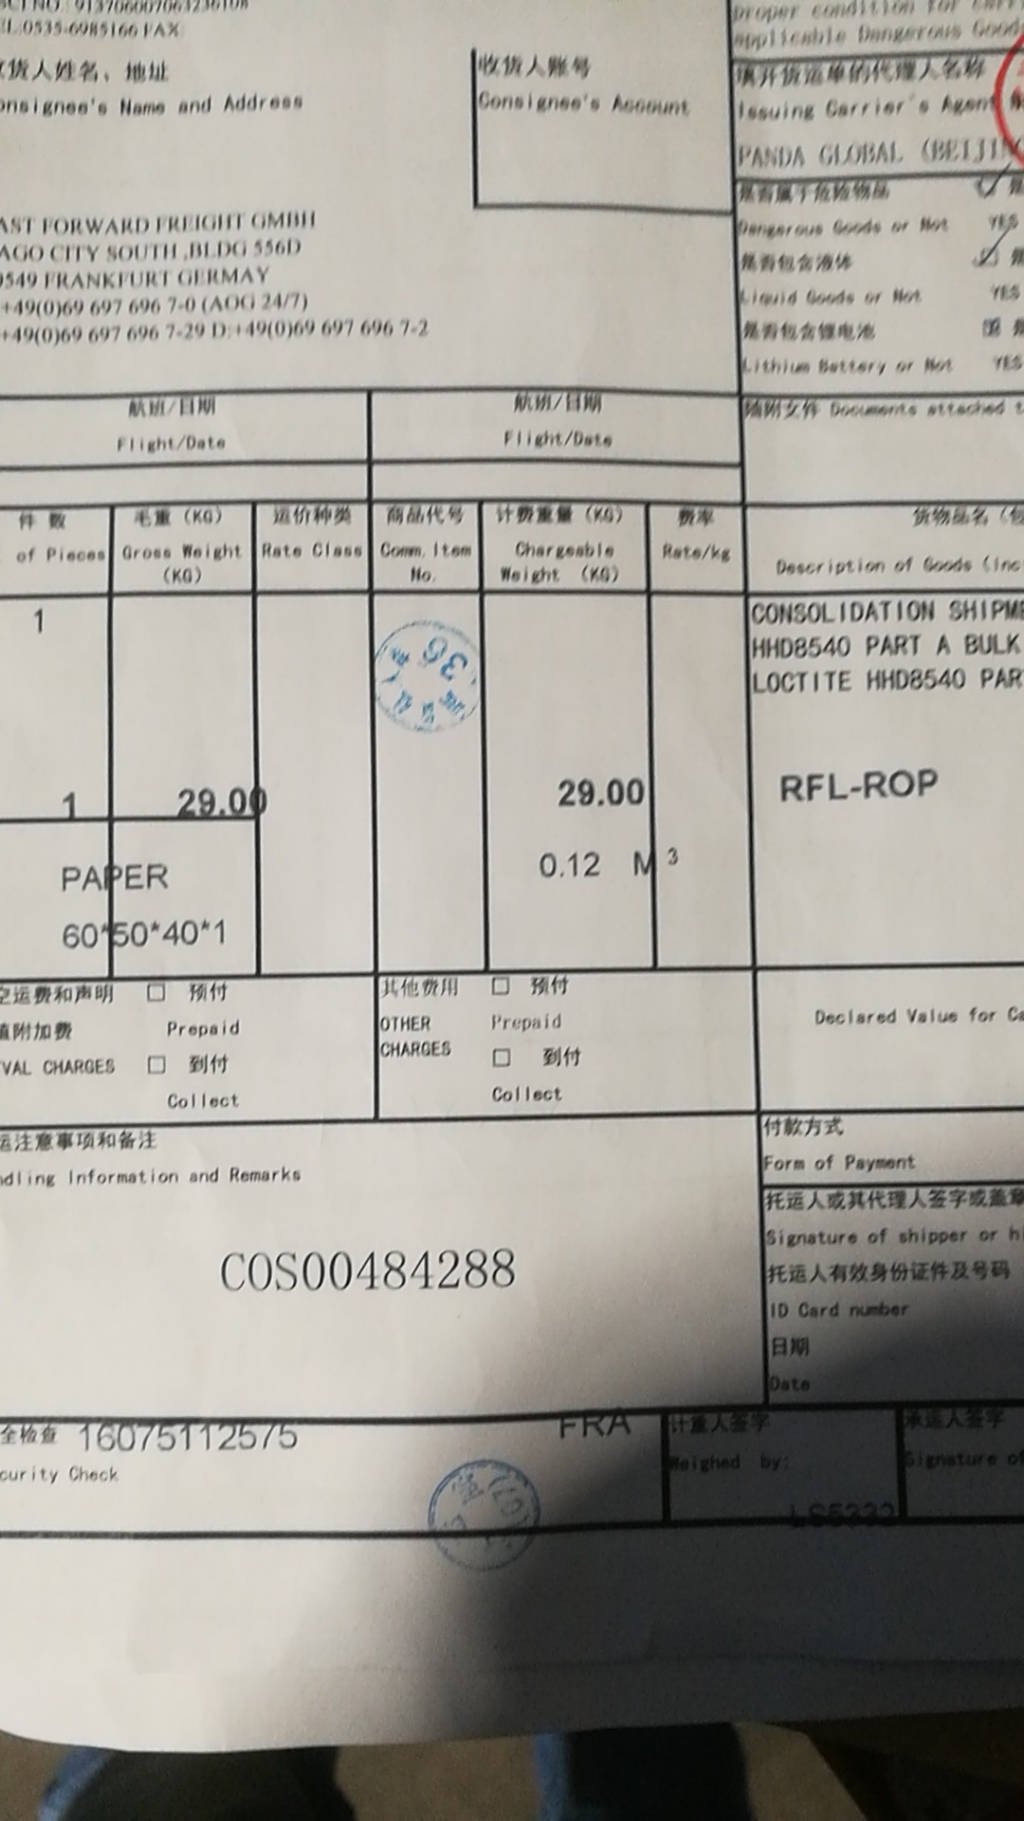 91370600706323610R
0535-6985166 FAX
proper condition for
applicable Dangerous Goods
货人姓名、地址
onsignee's Name and Address
收货人账号
Consignee's Account
填开货运单的代理人名称
Issuing Carrier's Agent
PANDA GLOBAL (BEIJING
是否属于危险物品
Dangerous Goods or Not YES
是否包含液体
Liquid Goods or Not YES
是否包含锂电池
Lithium Battery or Not YES
AST FORWARD FREIGHT GMBH
AGO CITY SOUTH ,BLDG 556D
549 FRANKFURT GERMAY
+49(0)69 697 696 7-0 (AOG 24/7)
+49(0)69 697 696 7-29 D:+49(0)69 697 696 7-2
航班/日期
Flight/Date
航班/日期
Flight/Date
随附文件 Documents attached
件 数
of Pieces
毛重 (KG)
Gross Weight
(KG)
运价种类
Rate Class
商品代号
Comm. Item
No.
计费重量 (KG)
Chargeable
Weight (KG)
费率
Rate/kg
货物品名
Description of Goods (Inc
1
CONSOLIDATION SHIPME
HHD8540 PART A BULK
LOCTITE HHD8540 PAR
36
1 29.00 29.00 RFL-ROP
0.12 M 3
PAPER
60*50*40*1
运费和声明 □ 预付
附加费 Prepaid
VAL CHARGES □ 到付
Collect
其他费用 □ 预付
OTHER Prepaid
CHARGES □ 到付
Collect
Declared Value for Ca
运注意事项和备注
ndling Information and Remarks
COS00484288
付款方式
Form of Payment
托运人或其代理人签字或盖章
Signature of shipper or hi
托运人有效身份证件及号码
ID Card number
日期
Date
全检查 16075112575 FRA
curity Check
计重人签字
Weighed by:
LS5332
承运人签字
Signature of